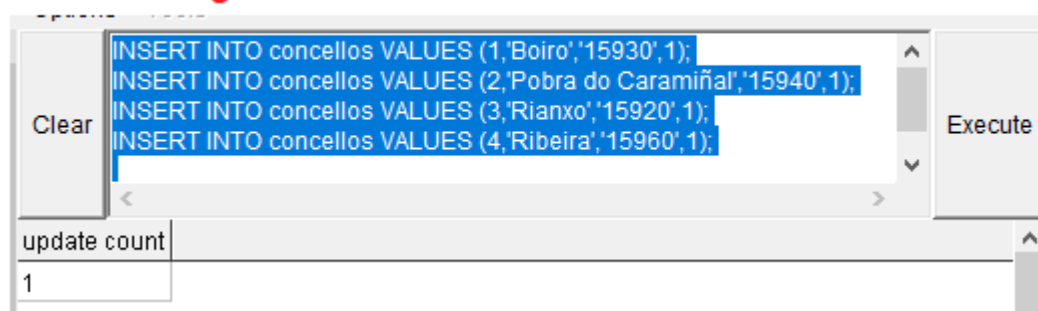 Clear
INSERT INTO concellos VALUES (1,'Boiro','15930',1);
INSERT INTO concellos VALUES (2,'Pobra do Caramiñal','15940',1);
INSERT INTO concellos VALUES (3,'Rianxo','15920',1);
INSERT INTO concellos VALUES (4,'Ribeira','15960',1);
Execute
update count
1